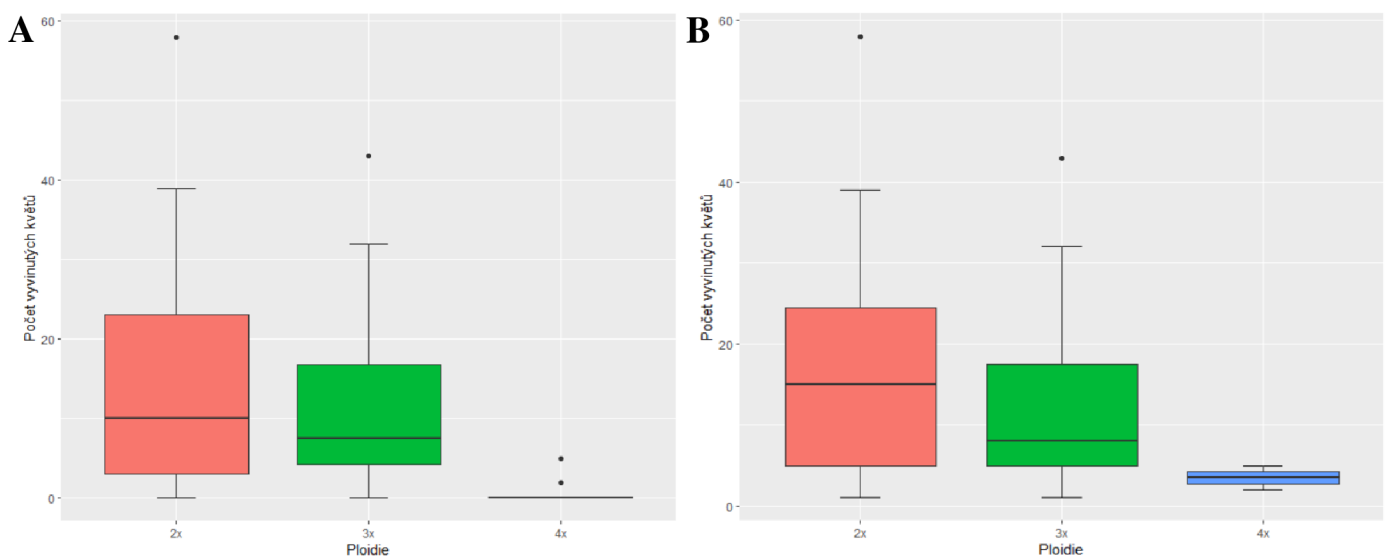 A
60
40
20
0
Počet vyvinutých květů
2x
3x
4x
Ploidie
B
60
40
20
0
Počet vyvinutých květů
2x
3x
4x
Ploidie